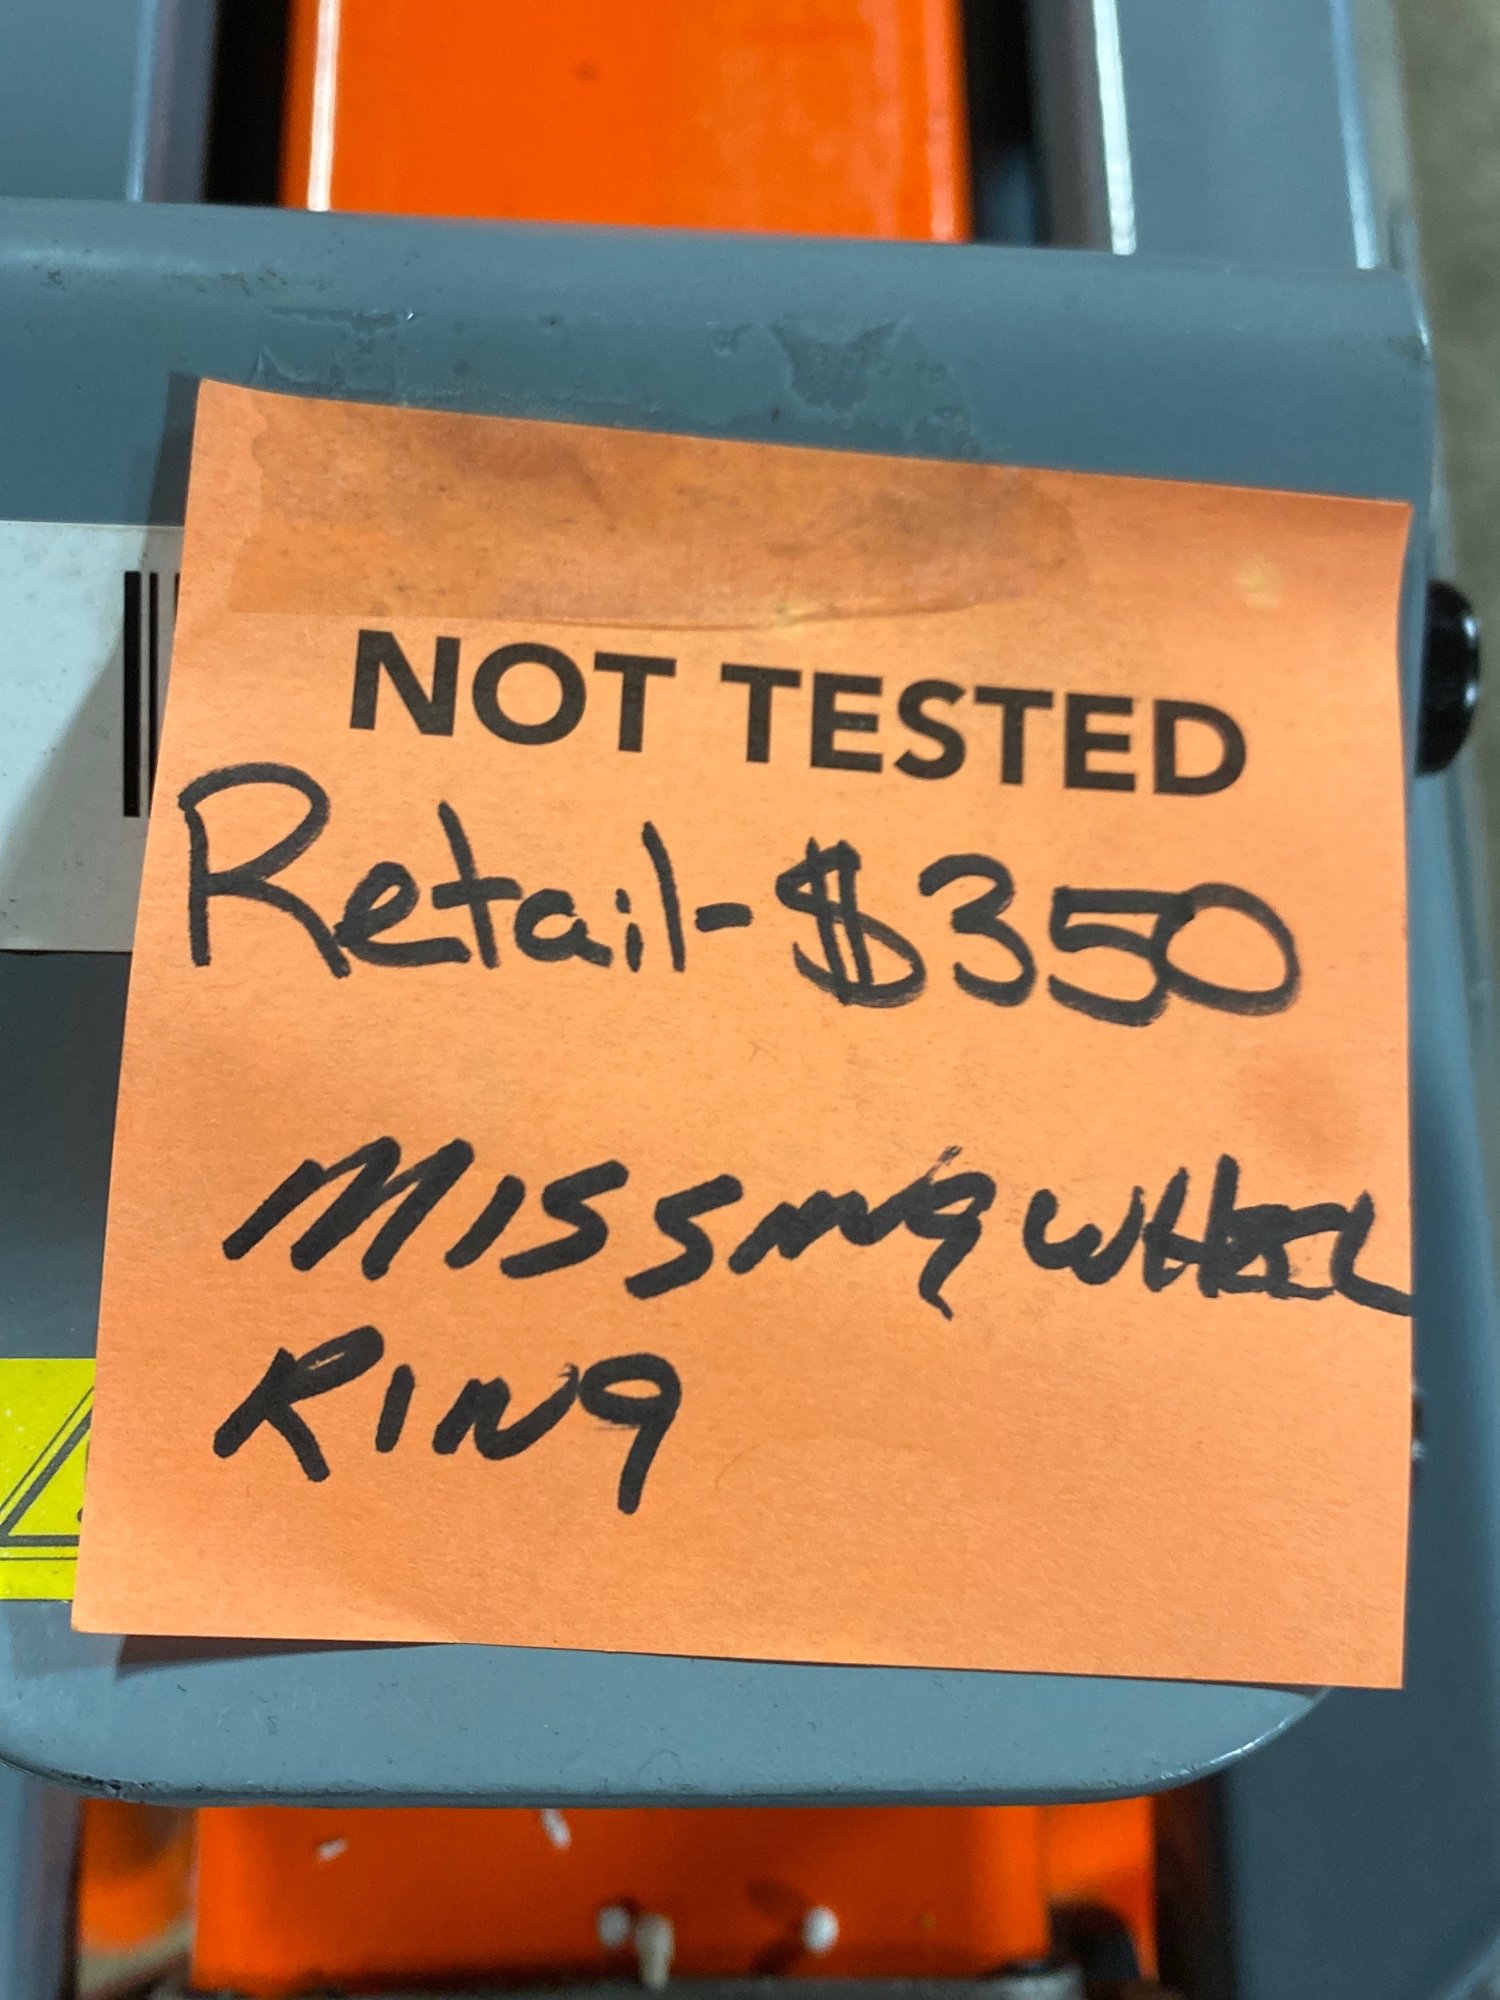 NOT TESTED
Retail-$350
MISSING WHEEL
RING